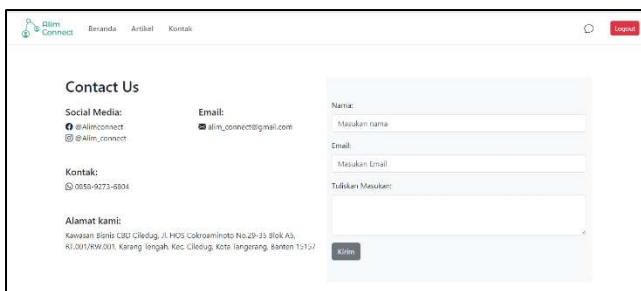 Alim
Connect
Beranda Artikel Kontak
Logout
Contact Us
Social Media:
@Alimconnect
@Alim_connect
Email:
alim_connect@gmail.com
Kontak:
0858-9273-6804
Alamat kami:
Kawasan Bisnis CBD Ciledug, Jl. HOS Cokroaminoto No.29-35 Blok A5,
RT.001/RW.001, Karang Tengah, Kec. Ciledug, Kota Tangerang, Banten 15157
Nama:
Masukan nama
Email:
Masukan Email
Tuliskan Masukan:
Kirim